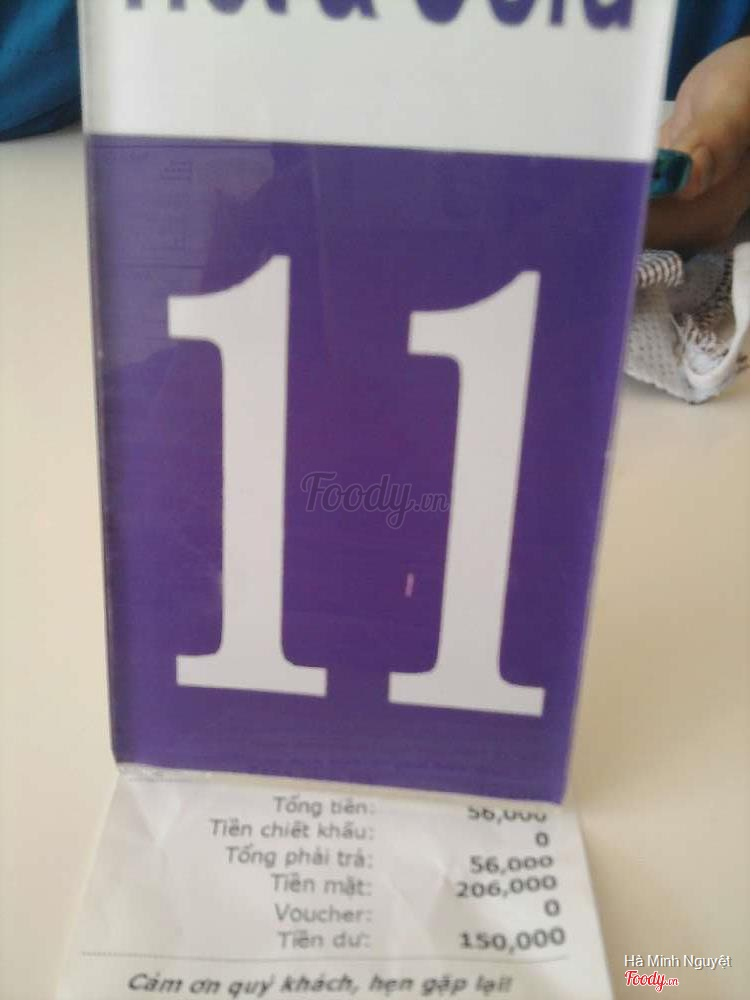 Hot & Cold
11
Foody.vn
Tổng tiền: 56,000
Tiền chiết khấu: 0
Tổng phải trả: 56,000
Tiền mặt: 206,000
Voucher: 0
Tiền dư: 150,000
Cảm ơn quý khách, hẹn gặp lại!
Hà Minh Nguyệt
Foody.vn